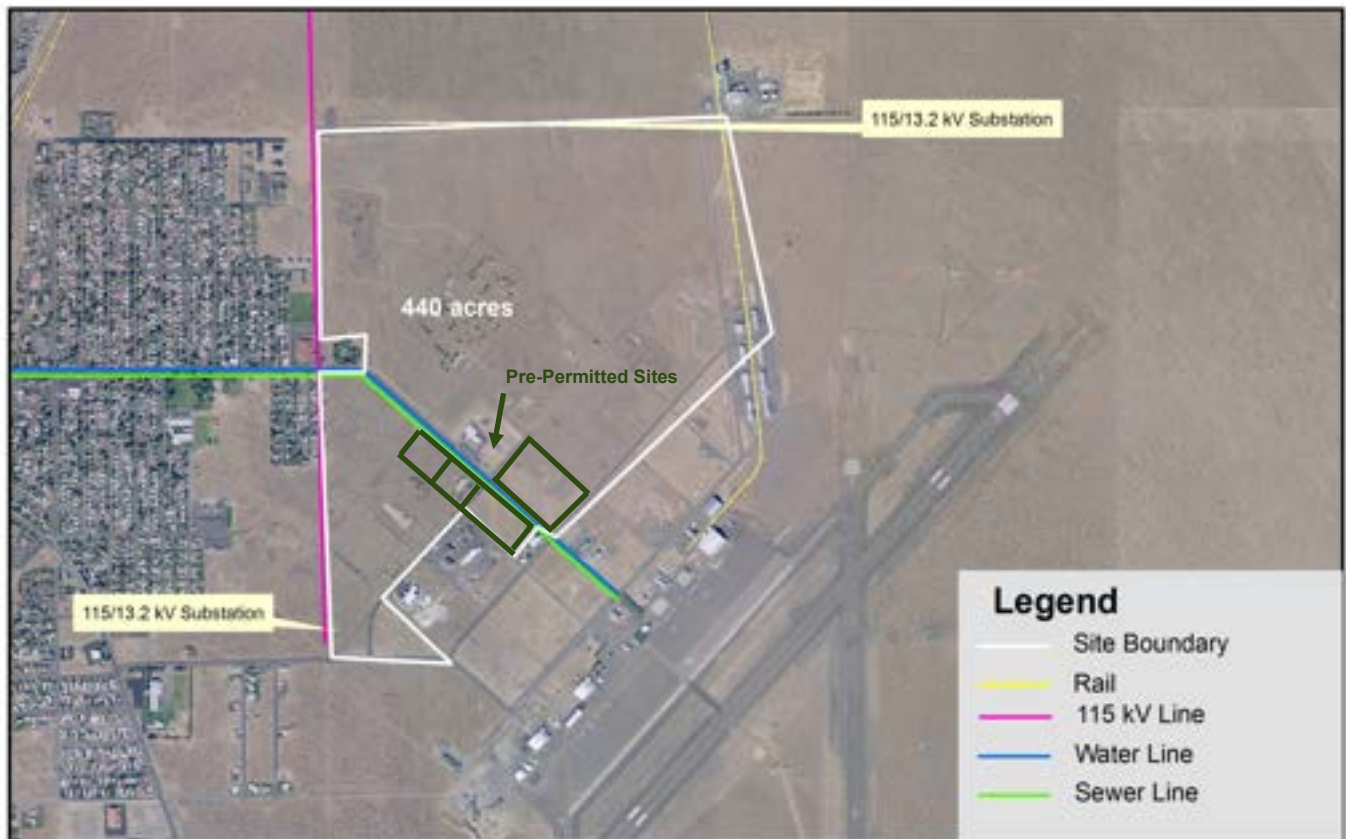 115/13.2 kV Substation
440 acres
Pre-Permitted Sites
115/13.2 kV Substation
Legend
Site Boundary
Rail
115 kV Line
Water Line
Sewer Line